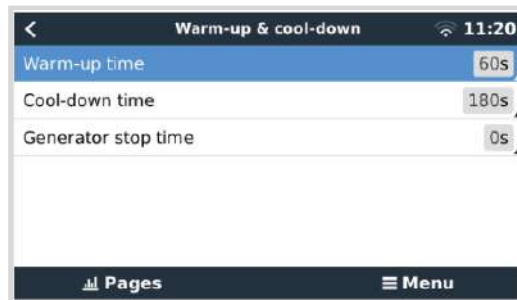 Warm-up & cool-down 11:20
Warm-up time 60s
Cool-down time 180s
Generator stop time 0s
Pages Menu